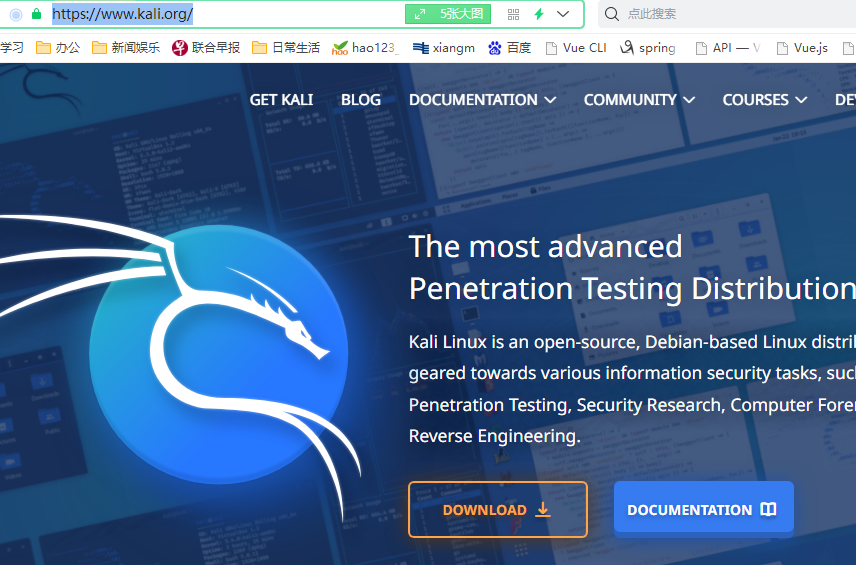 https://www.kali.org/
5张大图
点此搜索
学习 办公 新闻娱乐 联合早报 日常生活 hao123_ xiangm 百度 Vue CLI spring API — V Vue.js
GET KALI BLOG DOCUMENTATION COMMUNITY COURSES DE
The most advanced
Penetration Testing Distribution
Kali Linux is an open-source, Debian-based Linux distri
geared towards various information security tasks, suc
Penetration Testing, Security Research, Computer Fore
Reverse Engineering.
DOWNLOAD
DOCUMENTATION